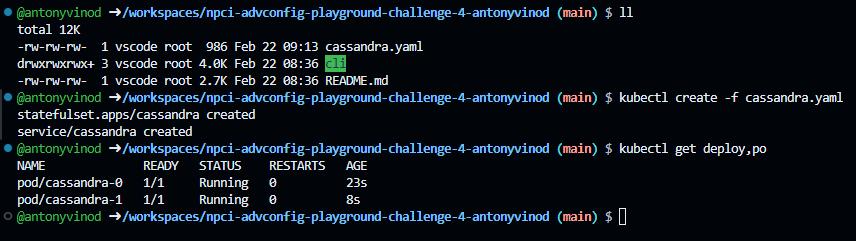 @antonyvinod ➜/workspaces/npci-advconfig-playground-challenge-4-antonyvinod (main) $ ll
total 12K
-rw-rw-rw- 1 vscode root 986 Feb 22 09:13 cassandra.yaml
drwxrwxrwx+ 3 vscode root 4.0K Feb 22 08:36 cli
-rw-rw-rw- 1 vscode root 2.7K Feb 22 08:36 README.md
@antonyvinod ➜/workspaces/npci-advconfig-playground-challenge-4-antonyvinod (main) $ kubectl create -f cassandra.yaml
statefulset.apps/cassandra created
service/cassandra created
@antonyvinod ➜/workspaces/npci-advconfig-playground-challenge-4-antonyvinod (main) $ kubectl get deploy,po
NAME READY STATUS RESTARTS AGE
pod/cassandra-0 1/1 Running 0 23s
pod/cassandra-1 1/1 Running 0 8s
@antonyvinod ➜/workspaces/npci-advconfig-playground-challenge-4-antonyvinod (main) $